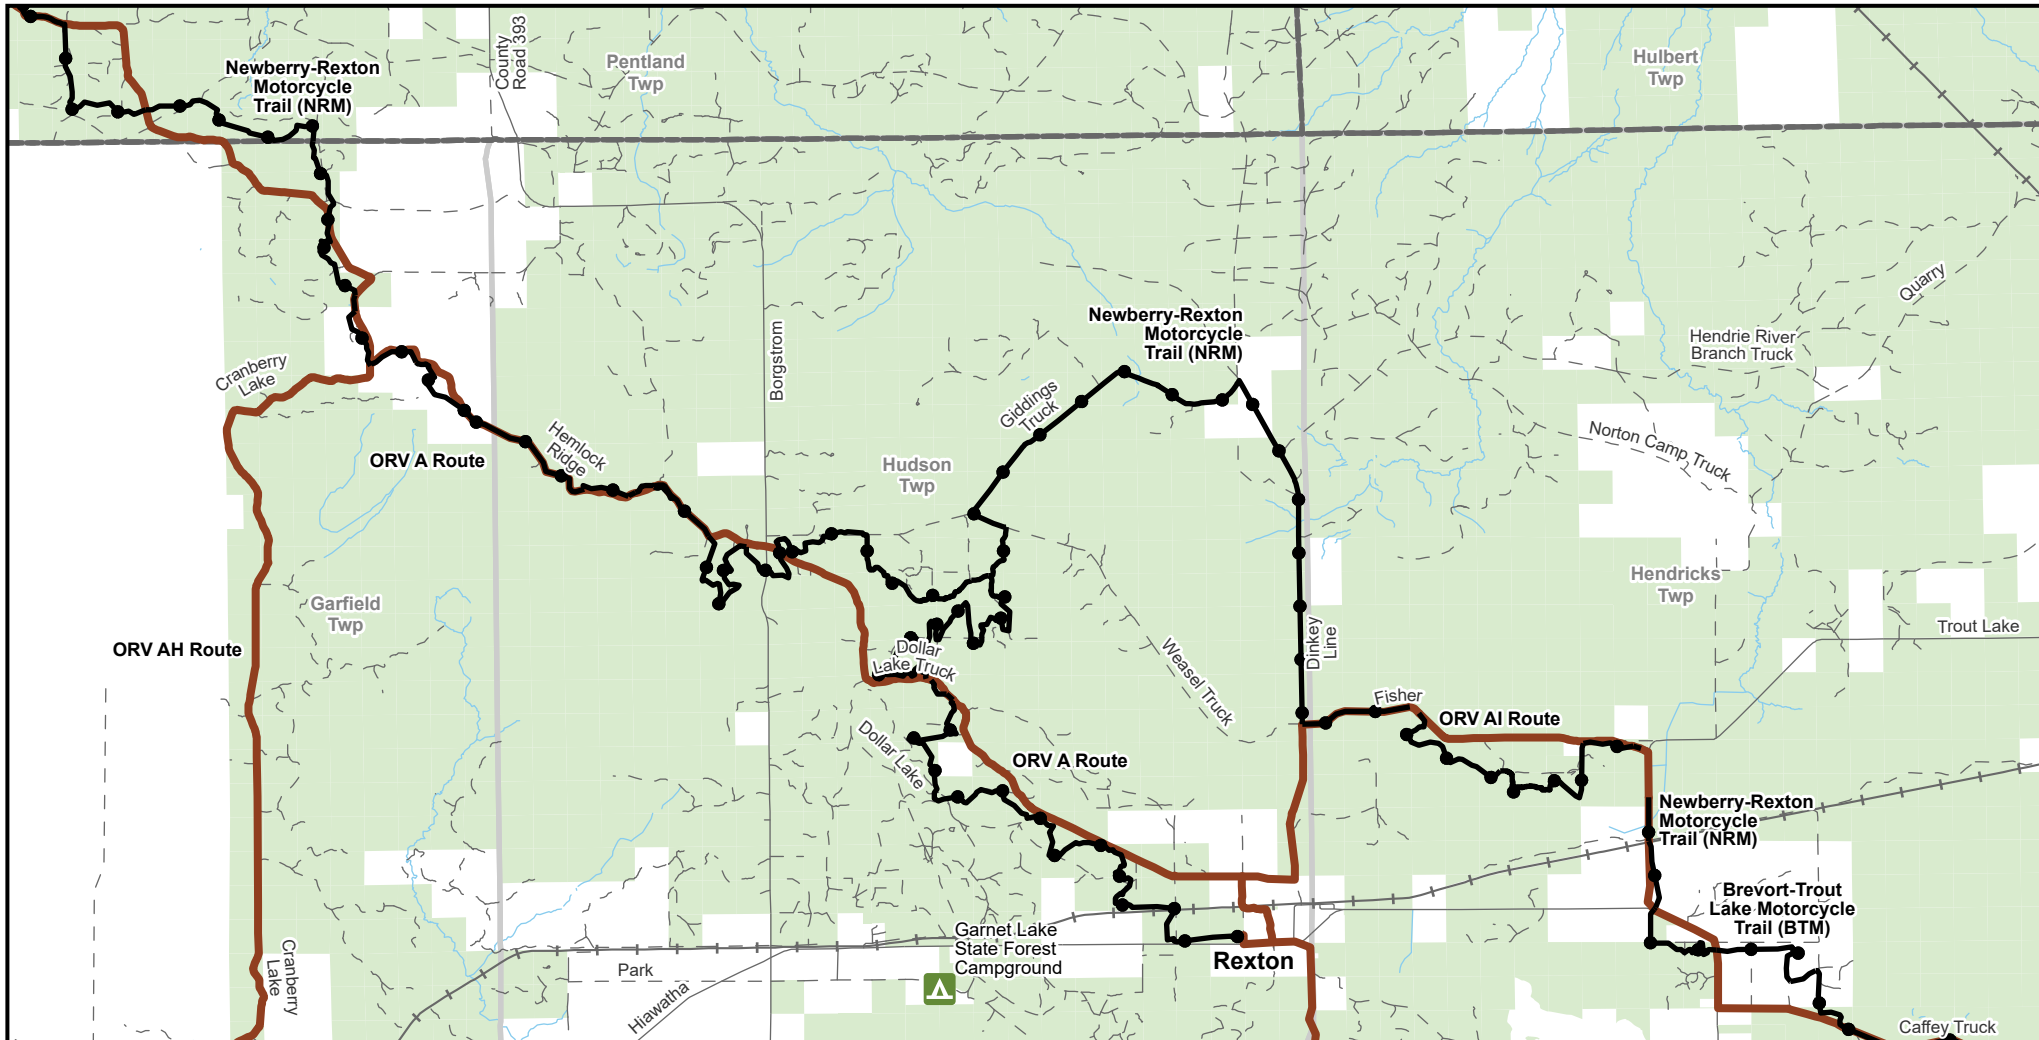 Newberry-Rexton
Motorcycle
Trail (NRM)
County
Road 393
Pentland
Twp
Hulbert
Twp
Quarry
Newberry-Rexton
Motorcycle
Trail (NRM)
Hendrie River
Branch Truck
Cranberry
Lake
Borgstrom
Giddings
Truck
Hemlock
Ridge
ORV A Route
Hudson
Twp
Norton Camp Truck
Garfield
Twp
Hendricks
Twp
ORV AH Route
Dollar
Lake Truck
Weasel Truck
Dinkey
Line
Trout Lake
Fisher
ORV AI Route
Dollar Lake
ORV A Route
Newberry-Rexton
Motorcycle
Trail (NRM)
Brevort-Trout
Lake Motorcycle
Trail (BTM)
Cranberry
Lake
Garnet Lake
State Forest
Campground
Rexton
Park
Hiawatha
Caffey Truck